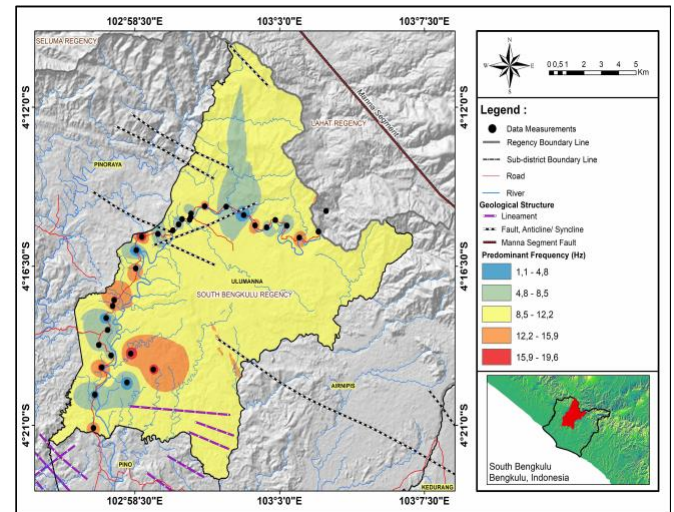 102°58'30"E 103°3'0"E 103°7'30"E
SELUMA REGENCY
4°12'0"S
4°12'0"S
Manna Segment
LAHAT REGENCY
PINORAYA
4°16'30"S
4°16'30"S
ULUMANNA
SOUTH BENGKULU REGENCY
AIRNIPIS
4°21'0"S
4°21'0"S
PINO
KEDURANG
102°58'30"E 103°3'0"E 103°7'30"E
N
W E
S
0 0,5 1 2 3 4 5
Km
Legend :
Data Measurements
Regency Boundary Line
Sub-district Boundary Line
Road
River
Geological Structure
Lineament
Fault, Anticline/ Syncline
Manna Segment Fault
Predominant Frequency (Hz)
1,1 - 4,8
4,8 - 8,5
8,5 - 12,2
12,2 - 15,9
15,9 - 19,6
South Bengkulu
Bengkulu, Indonesia